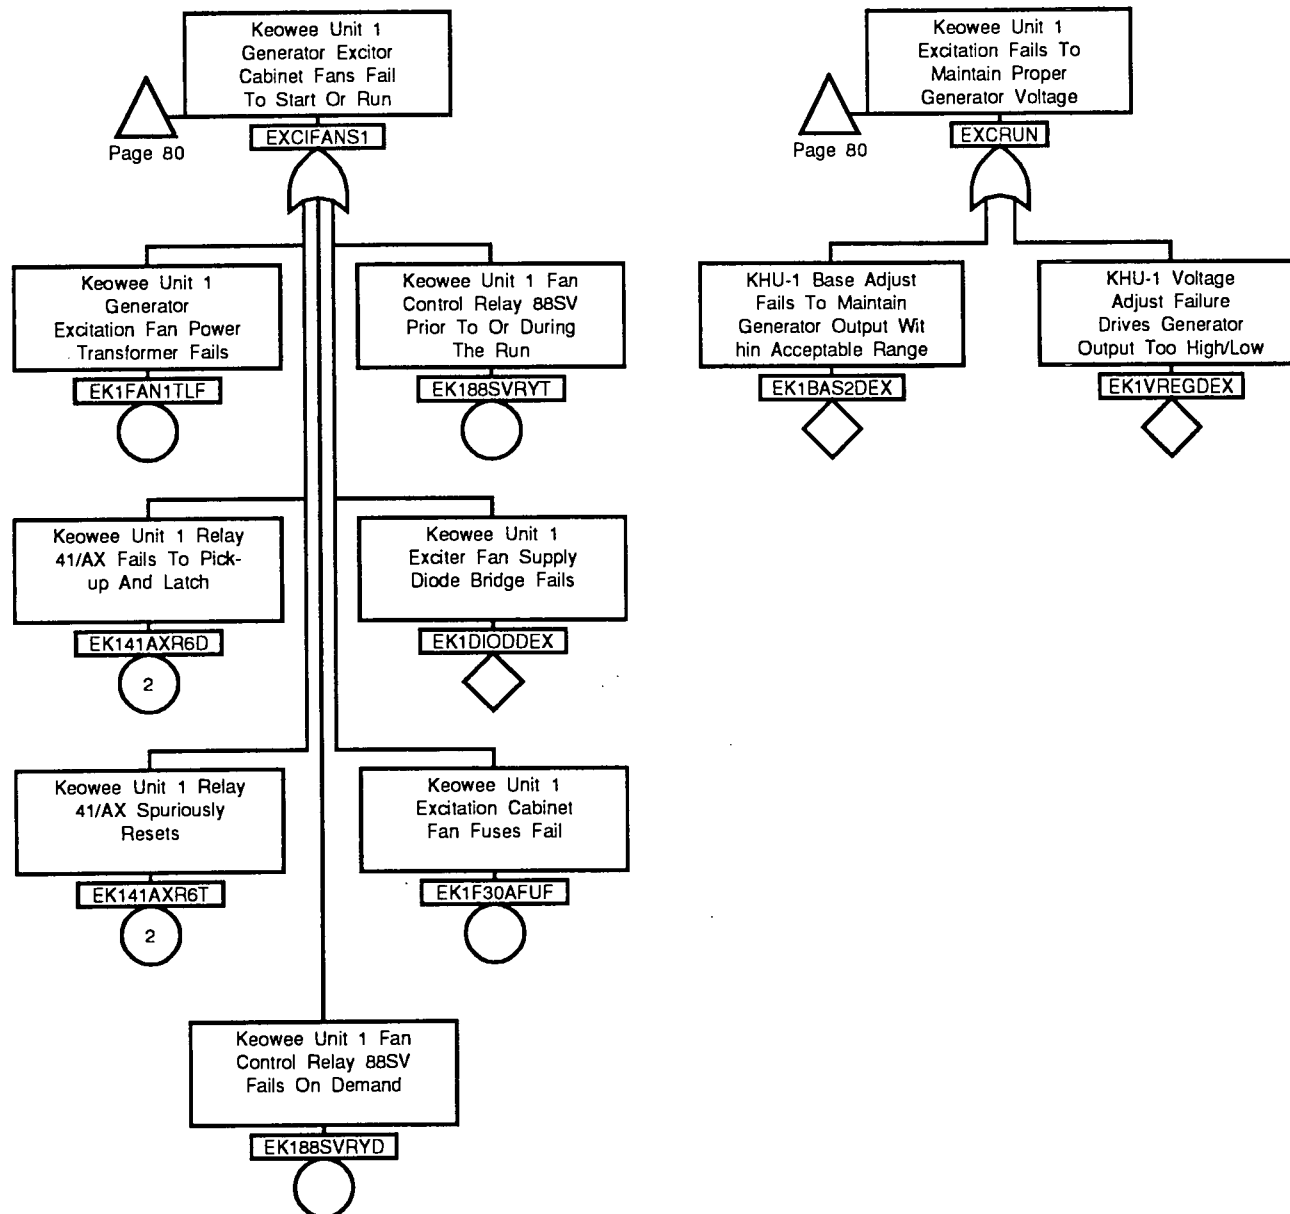 Keowee Unit 1
Generator Excitor
Cabinet Fans Fail
To Start Or Run
Page 80
EXCIFANS1
Keowee Unit 1
Generator
Excitation Fan Power
Transformer Fails
EK1FAN1TLF
Keowee Unit 1 Fan
Control Relay 88SV
Prior To Or During
The Run
EK188SVRYT
Keowee Unit 1 Relay
41/AX Fails To Pick-
up And Latch
EK141AXR6D
2
Keowee Unit 1
Exciter Fan Supply
Diode Bridge Fails
EK1DIODDEX
Keowee Unit 1 Relay
41/AX Spuriously
Resets
EK141AXR6T
2
Keowee Unit 1
Excitation Cabinet
Fan Fuses Fail
EK1F30AFUF
Keowee Unit 1 Fan
Control Relay 88SV
Fails On Demand
EK188SVRYD
Keowee Unit 1
Excitation Fails To
Maintain Proper
Generator Voltage
Page 80
EXCRUN
KHU-1 Base Adjust
Fails To Maintain
Generator Output Wit
hin Acceptable Range
EK1BAS2DEX
KHU-1 Voltage
Adjust Failure
Drives Generator
Output Too High/Low
EK1VREGDEX